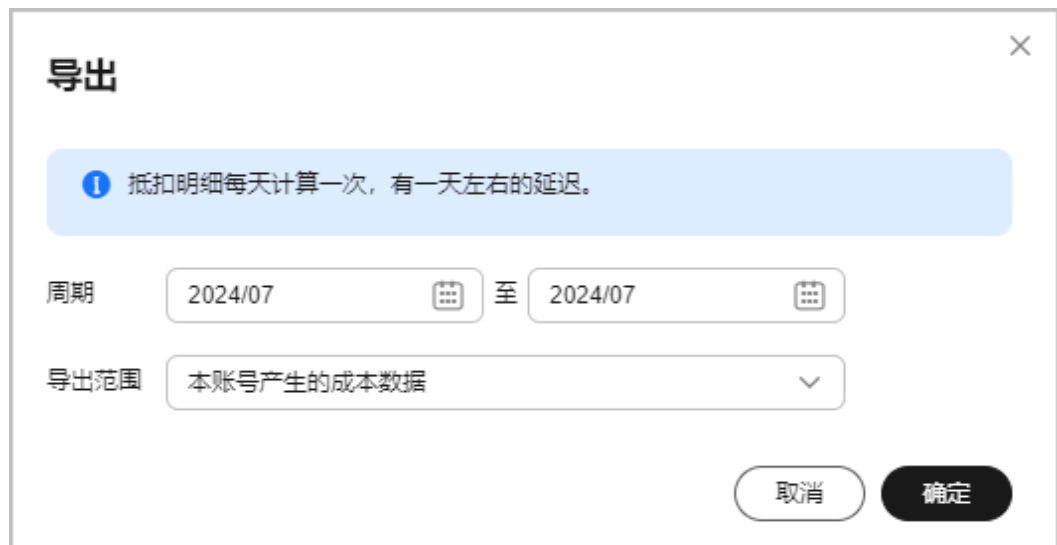 导出
抵扣明细每天计算一次，有一天左右的延迟。
周期 2024/07 至 2024/07
导出范围 本账号产生的成本数据
取消 确定